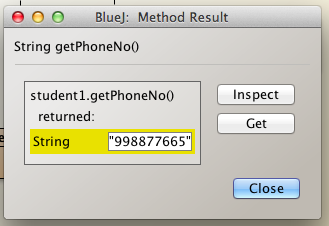 BlueJ: Method Result
String getPhoneNo()
student1.getPhoneNo()
returned:
String "998877665"
Inspect
Get
Close